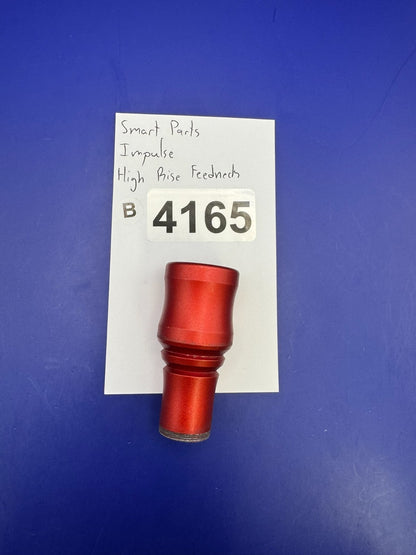 Smart Parts
Impulse
High Rise Feedneck
B 4165